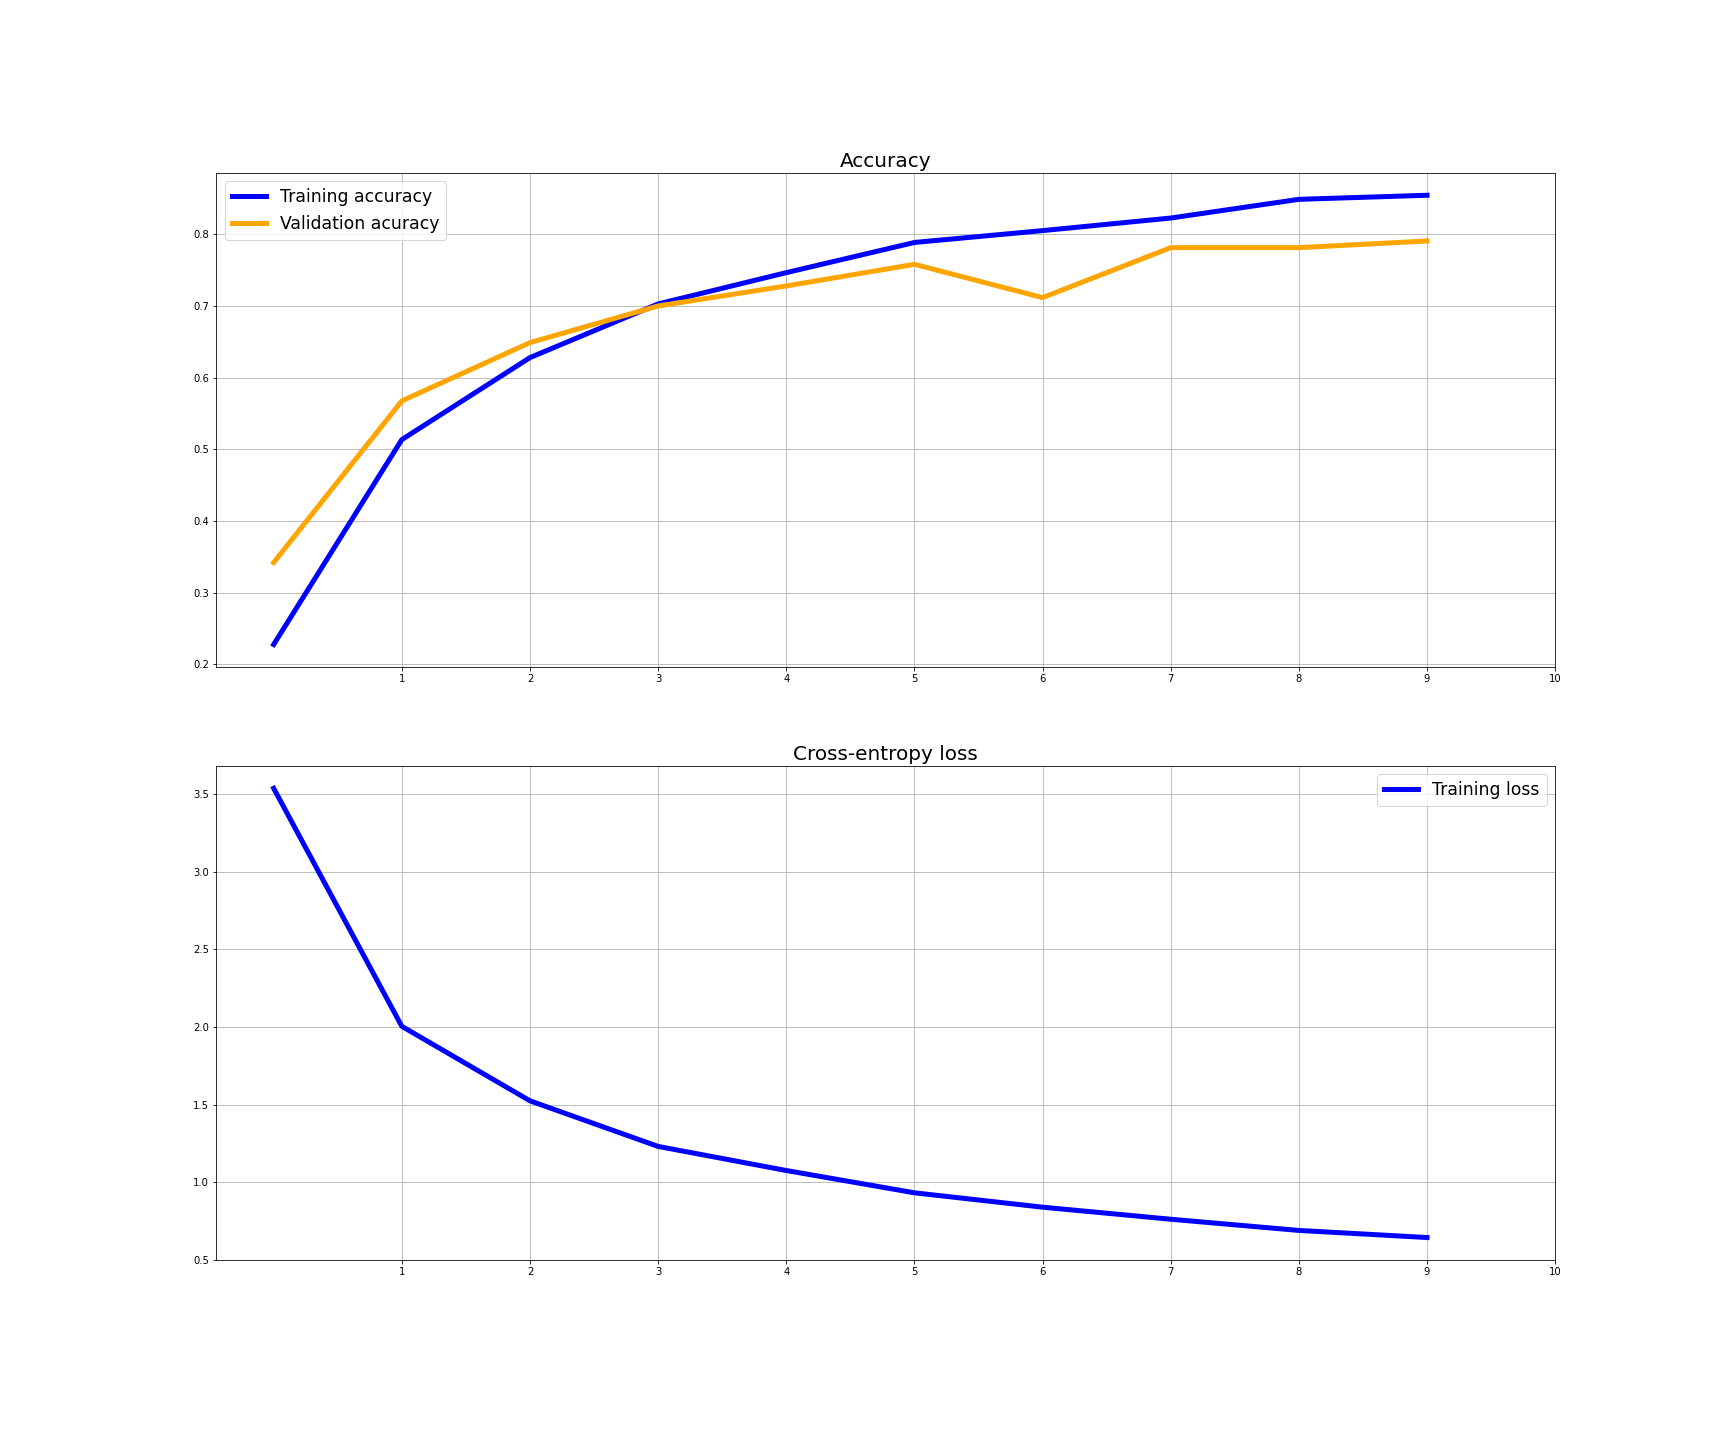 Accuracy
Training accuracy
Validation acuracy
0.8
0.7
0.6
0.5
0.4
0.3
0.2
1 2 3 4 5 6 7 8 9 10
Cross-entropy loss
Training loss
3.5
3.0
2.5
2.0
1.5
1.0
0.5
1 2 3 4 5 6 7 8 9 10